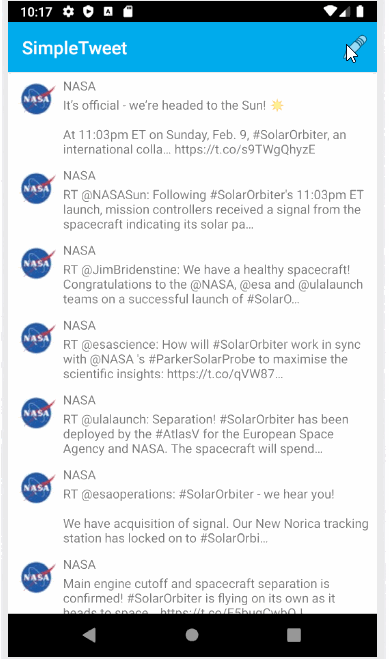 10:17
SimpleTweet
NASA
It's official - we're headed to the Sun! ☀️
At 11:03pm ET on Sunday, Feb. 9, #SolarOrbiter, an
international colla… https://t.co/s9TWgQhyzE
NASA
RT @NASASun: Following #SolarOrbiter's 11:03pm ET
launch, mission controllers received a signal from the
spacecraft indicating its solar pa…
NASA
RT @JimBridenstine: We have a healthy spacecraft!
Congratulations to the @NASA, @esa and @ulalaunch
teams on a successful launch of #SolarO…
NASA
RT @esascience: How will #SolarOrbiter work in sync
with @NASA 's #ParkerSolarProbe to maximise the
scientific insights: https://t.co/qVW87…
NASA
RT @ulalaunch: Separation! #SolarOrbiter has been
deployed by the #AtlasV for the European Space
Agency and NASA. The spacecraft will spend…
NASA
RT @esaoperations: #SolarOrbiter - we hear you!
We have acquisition of signal. Our New Norica tracking
station has locked on to #SolarOrbi…
NASA
Main engine cutoff and spacecraft separation is
confirmed! #SolarOrbiter is flying on its own as it
heads to space…